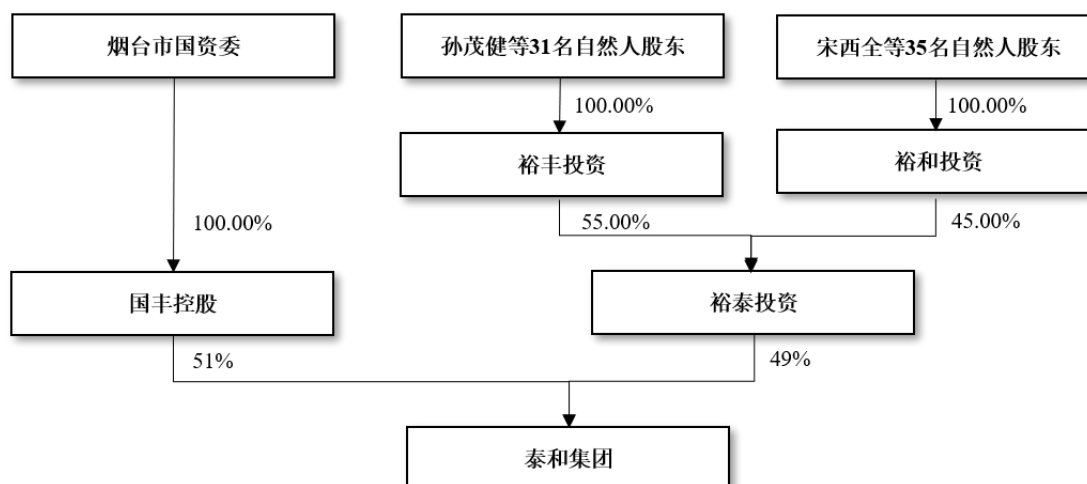 烟台市国资委
孙茂健等31名自然人股东
宋西全等35名自然人股东
100.00%
100.00%
裕丰投资
裕和投资
100.00%
55.00%
45.00%
国丰控股
裕泰投资
51%
49%
泰和集团